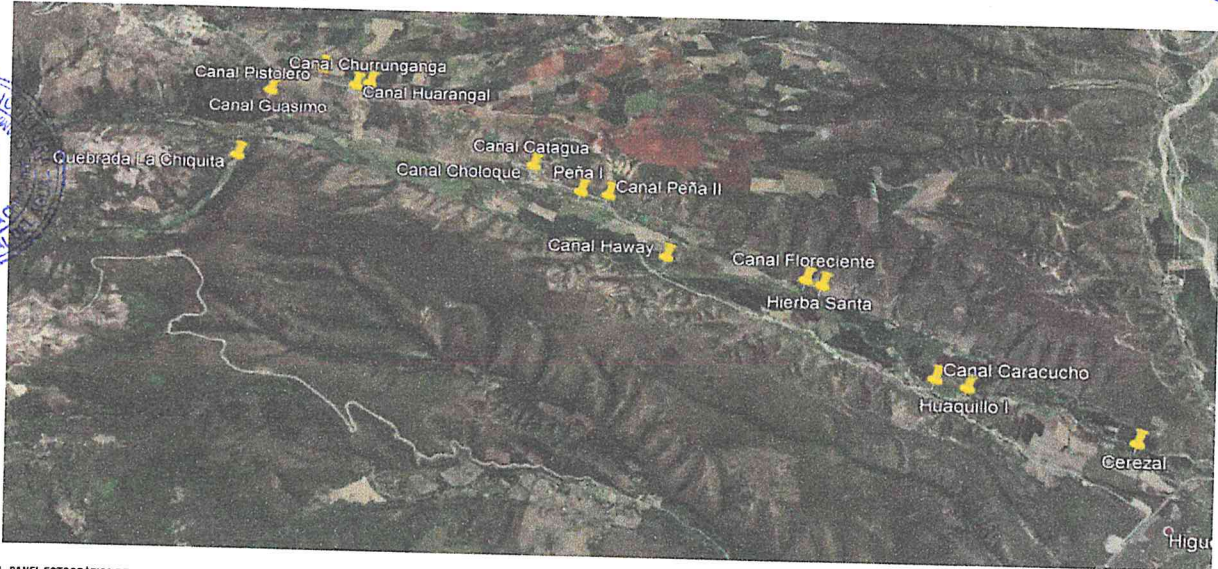 Canal Churrunganga
Canal Pistolero
Canal Huarangal
Canal Guasimo
Quebrada La Chiquita
Canal Catagua
Canal Choloque
Peña I
Canal Peña II
Canal Haway
Canal Floreciente
Hierba Santa
Canal Caracucho
Huaquillo I
Cerezal
Higu